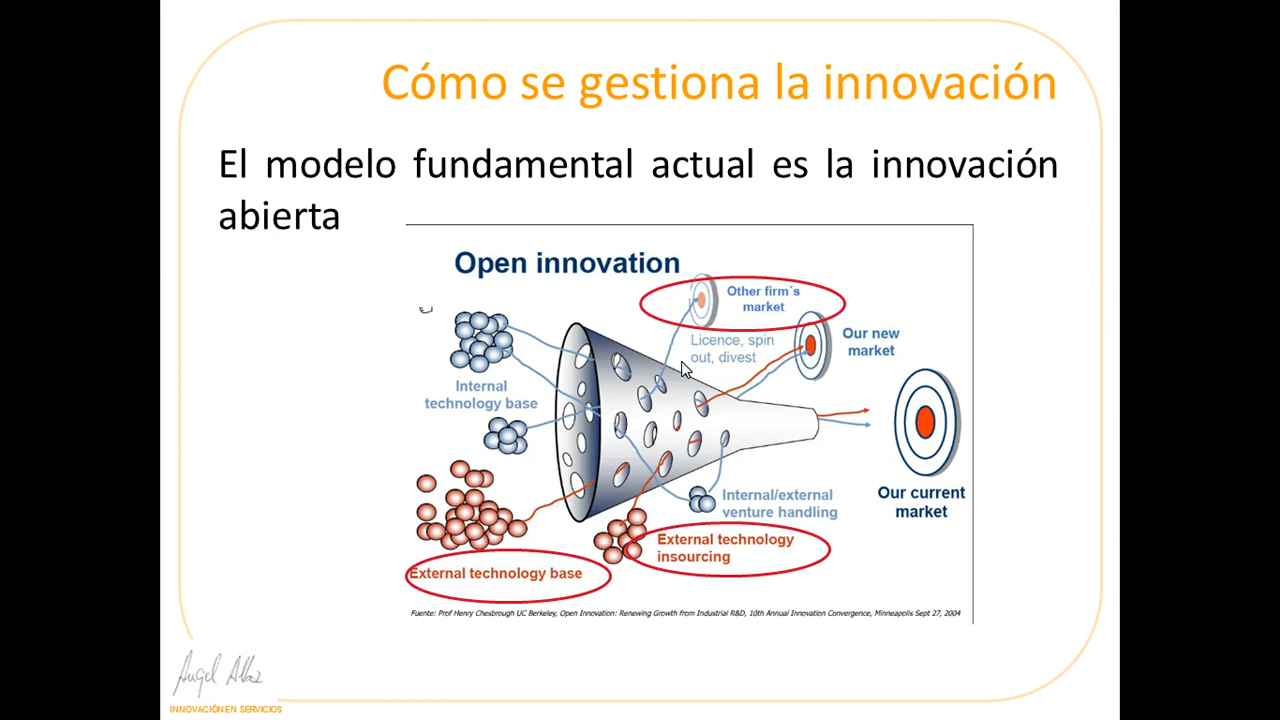 Cómo se gestiona la innovación
El modelo fundamental actual es la innovación
abierta
Open innovation
Other firm´s
market
Licence, spin
out, divest
Our new
market
Internal
technology base
Our current
market
Internal/external
venture handling
External technology
insourcing
External technology base
Fuente: Prof Henry Chesbrough UC Berkeley, Open Innovation: Renewing Growth from Industrial R&D, 10th Annual Innovation Convergence, Minneapolis Sept 27, 2004
INNOVACIÓN EN SERVICIOS